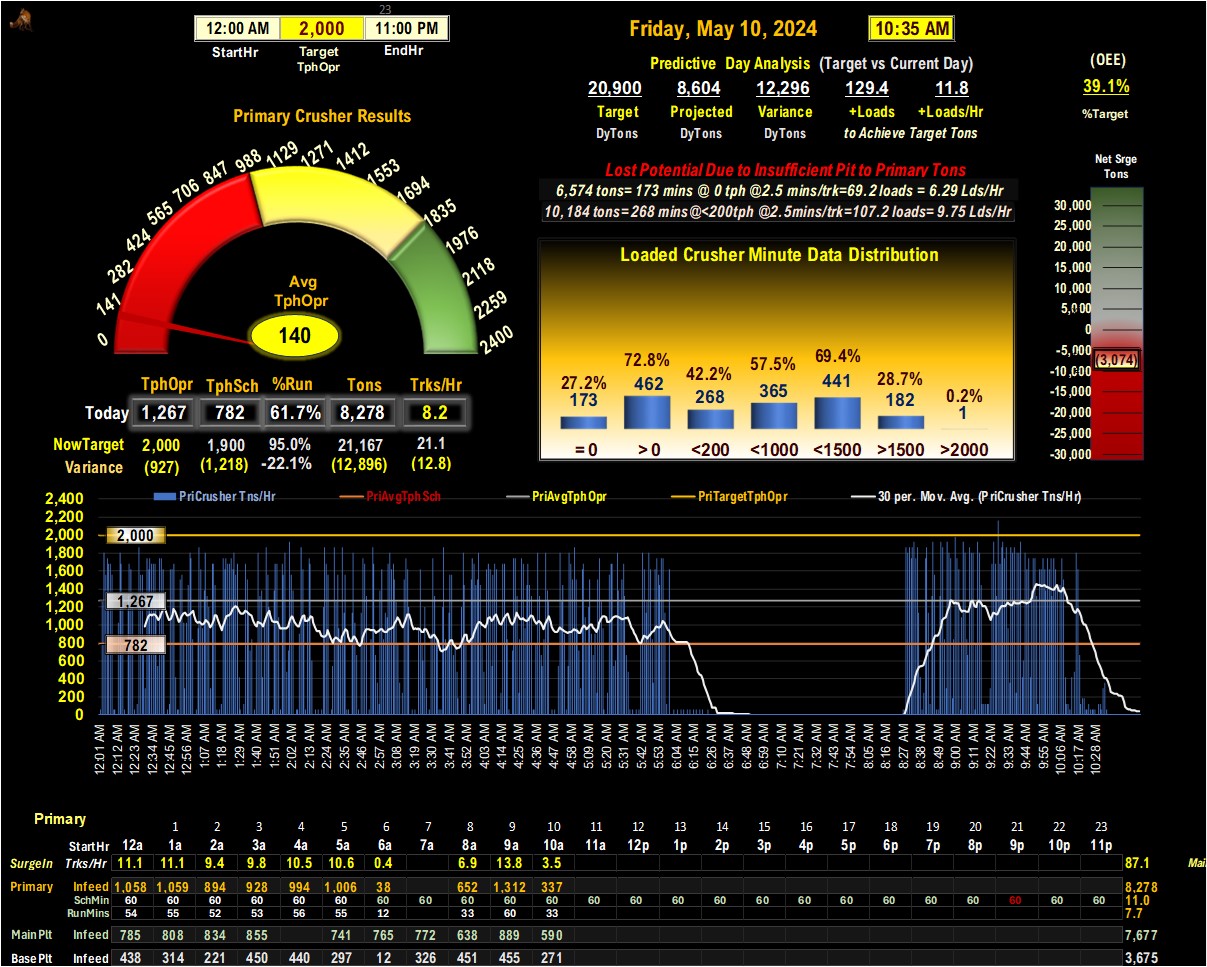 23
12:00 AM 2,000 11:00 PM
StartHr Target EndHr
TphOpr
Friday, May 10, 2024 10:35 AM
Predictive Day Analysis (Target vs Current Day)
20,900 8,604 12,296 129.4 11.8
Target Projected Variance +Loads +Loads/Hr
DyTons DyTons DyTons to Achieve Target Tons
(OEE)
39.1%
%Target
Primary Crusher Results
0 141 282 424 565 706 847 988 1129 1271 1412 1553 1694 1835 1976 2118 2259 2400
Avg
TphOpr
140
Lost Potential Due to Insufficient Pit to Primary Tons
6,574 tons= 173 mins @ 0 tph @2.5 mins/trk=69.2 loads = 6.29 Lds/Hr
10,184 tons= 268 mins @<200tph @2.5mins/trk=107.2 loads= 9.75 Lds/Hr
Loaded Crusher Minute Data Distribution
27.2% 72.8% 42.2% 57.5% 69.4% 28.7% 0.2%
173 462 268 365 441 182 1
= 0 > 0 <200 <1000 <1500 >1500 >2000
Net Srge
Tons
30,000
25,000
20,000
15,000
10,000
5,000
0
-5,000
(3,074)
-10,000
-15,000
-20,000
-25,000
-30,000
TphOpr TphSch %Run Tons Trks/Hr
Today 1,267 782 61.7% 8,278 8.2
NowTarget 2,000 1,900 95.0% 21,167 21.1
Variance (927) (1,218) -22.1% (12,896) (12.8)
PriCrusher Tns/Hr PriAvgTphSch PriAvgTphOpr PriTargetTphOpr 30 per. Mov. Avg. (PriCrusher Tns/Hr)
2,400
2,200
2,000 2,000
1,800
1,600
1,400
1,200 1,267
1,000
800 782
600
400
200
0
12:01 AM 12:12 AM 12:23 AM 12:34 AM 12:45 AM 12:56 AM 1:07 AM 1:18 AM 1:29 AM 1:40 AM 1:51 AM 2:02 AM 2:13 AM 2:24 AM 2:35 AM 2:46 AM 2:57 AM 3:08 AM 3:19 AM 3:30 AM 3:41 AM 3:52 AM 4:03 AM 4:14 AM 4:25 AM 4:36 AM 4:47 AM 4:58 AM 5:09 AM 5:20 AM 5:31 AM 5:42 AM 5:53 AM 6:04 AM 6:15 AM 6:26 AM 6:37 AM 6:48 AM 6:59 AM 7:10 AM 7:21 AM 7:32 AM 7:43 AM 7:54 AM 8:05 AM 8:16 AM 8:27 AM 8:38 AM 8:49 AM 9:00 AM 9:11 AM 9:22 AM 9:33 AM 9:44 AM 9:55 AM 10:06 AM 10:17 AM 10:28 AM
Primary
1 2 3 4 5 6 7 8 9 10 11 12 13 14 15 16 17 18 19 20 21 22 23
StartHr 12a 1a 2a 3a 4a 5a 6a 7a 8a 9a 10a 11a 12p 1p 2p 3p 4p 5p 6p 7p 8p 9p 10p 11p
SurgeIn Trks/Hr 11.1 11.1 9.4 9.8 10.5 10.6 0.4 6.9 13.8 3.5 87.1
Primary Infeed 1,058 1,059 894 928 994 1,006 38 652 1,312 337 8,278
SchMin 60 60 60 60 60 60 60 60 60 60 60 60 60 60 60 60 60 60 60 60 60 60 60 60 11.0
RunMins 54 55 52 53 56 55 12 33 60 33 7.7
MainPlt Infeed 785 808 834 855 741 765 772 638 889 590 7,677
BasePlt Infeed 438 314 221 450 440 297 12 326 451 455 271 3,675